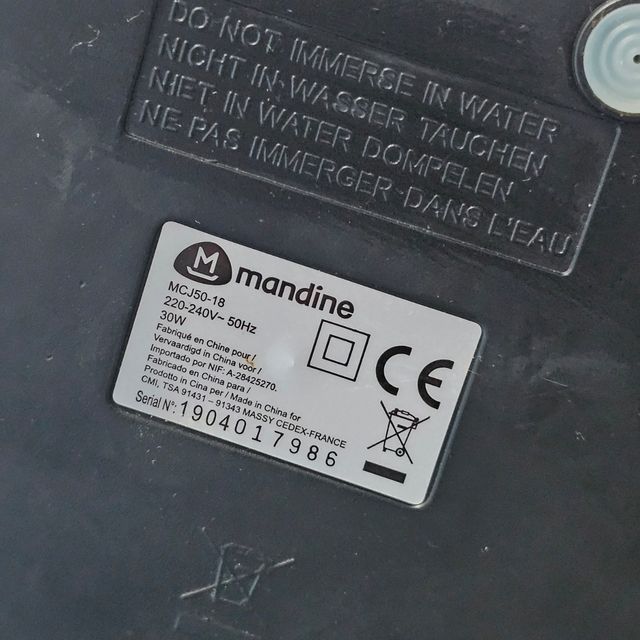 DO NOT IMMERSE IN WATER
NICHT IN WASSER TAUCHEN
NIET IN WATER DOMPELEN
NE PAS IMMERGER DANS L'EAU
M mandine
MCJ50-18
220-240V~ 50Hz
30W
Fabriqué en Chine pour /
Vervaardigd in China voor /
Importado por NIF: A-28425270.
Fabricado en China para /
Prodotto in Cina per / Made in China for
CMI, TSA 91431 – 91343 MASSY CEDEX-FRANCE
Serial N°: 1904017986
CE